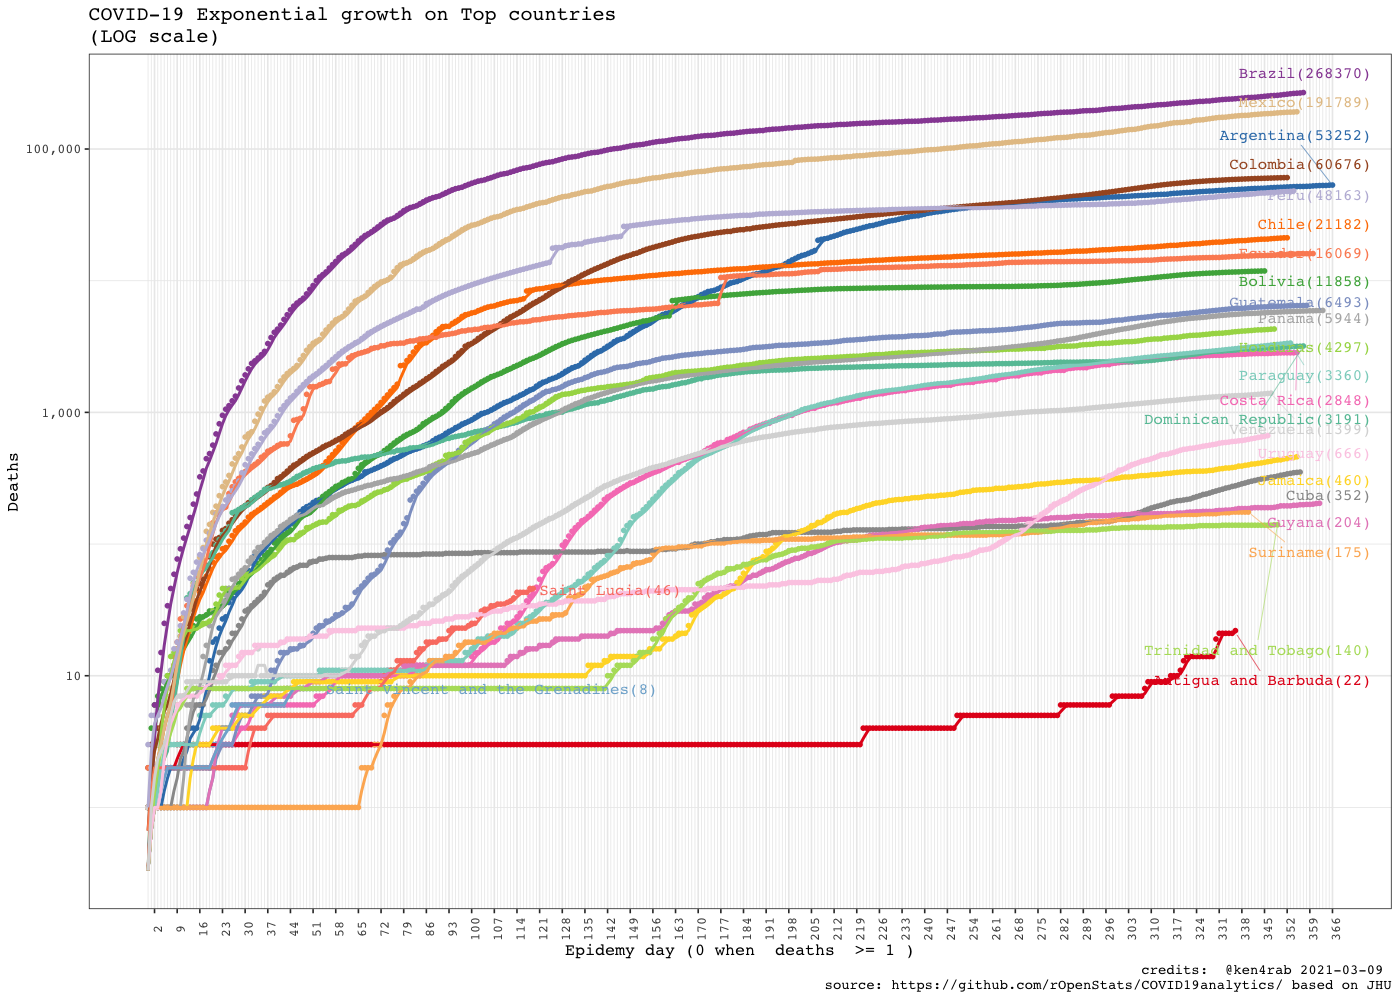 COVID-19 Exponential growth on Top countries
(LOG scale)
Deaths
100,000
1,000
10
Brazil(268370)
Mexico(191789)
Argentina(53252)
Colombia(60676)
Peru(48163)
Chile(21182)
Ecuador(16069)
Bolivia(11858)
Guatemala(6493)
Panama(5944)
Honduras(4297)
Paraguay(3360)
Costa Rica(2848)
Dominican Republic(3191)
Venezuela(1399)
Uruguay(666)
Jamaica(460)
Cuba(352)
Guyana(204)
Suriname(175)
Saint Lucia(46)
Trinidad and Tobago(140)
Antigua and Barbuda(22)
Saint Vincent and the Grenadines(8)
2 9 16 23 30 37 44 51 58 65 72 79 86 93 100 107 114 121 128 135 142 149 156 163 170 177 184 191 198 205 212 219 226 233 240 247 254 261 268 275 282 289 296 303 310 317 324 331 338 345 352 359 366
Epidemy day (0 when  deaths  >= 1 )
credits:  @ken4rab 2021-03-09
source: https://github.com/rOpenStats/COVID19analytics/ based on JHU